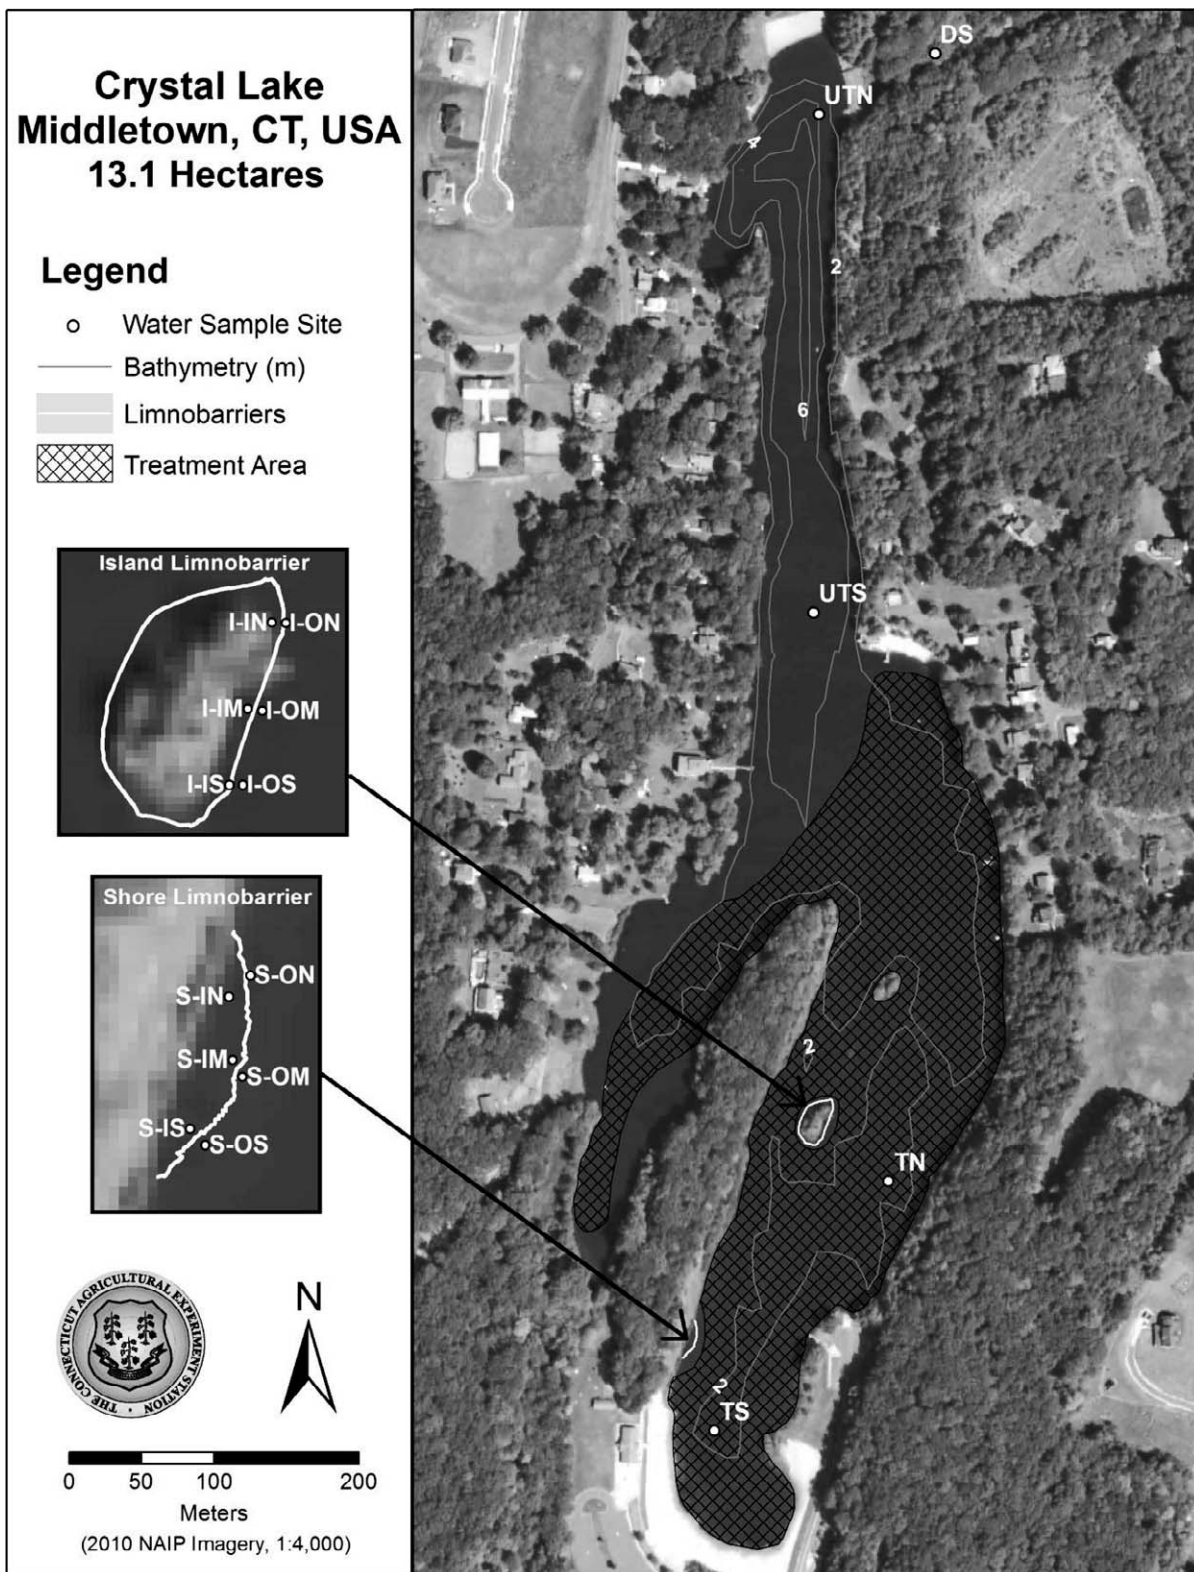 Crystal Lake
Middletown, CT, USA
13.1 Hectares
Legend
Water Sample Site
Bathymetry (m)
Limnobarriers
Treatment Area
Island Limnobarrier
I-IN I-ON
I-IM I-OM
I-IS I-OS
Shore Limnobarrier
S-ON
S-IN
S-IM
S-OM
S-IS
S-OS
THE CONNECTICUT AGRICULTURAL EXPERIMENT STATION
N
0 50 100 200
Meters
(2010 NAIP Imagery, 1:4,000)
DS
UTN
4
2
6
UTS
2
TN
2
TS